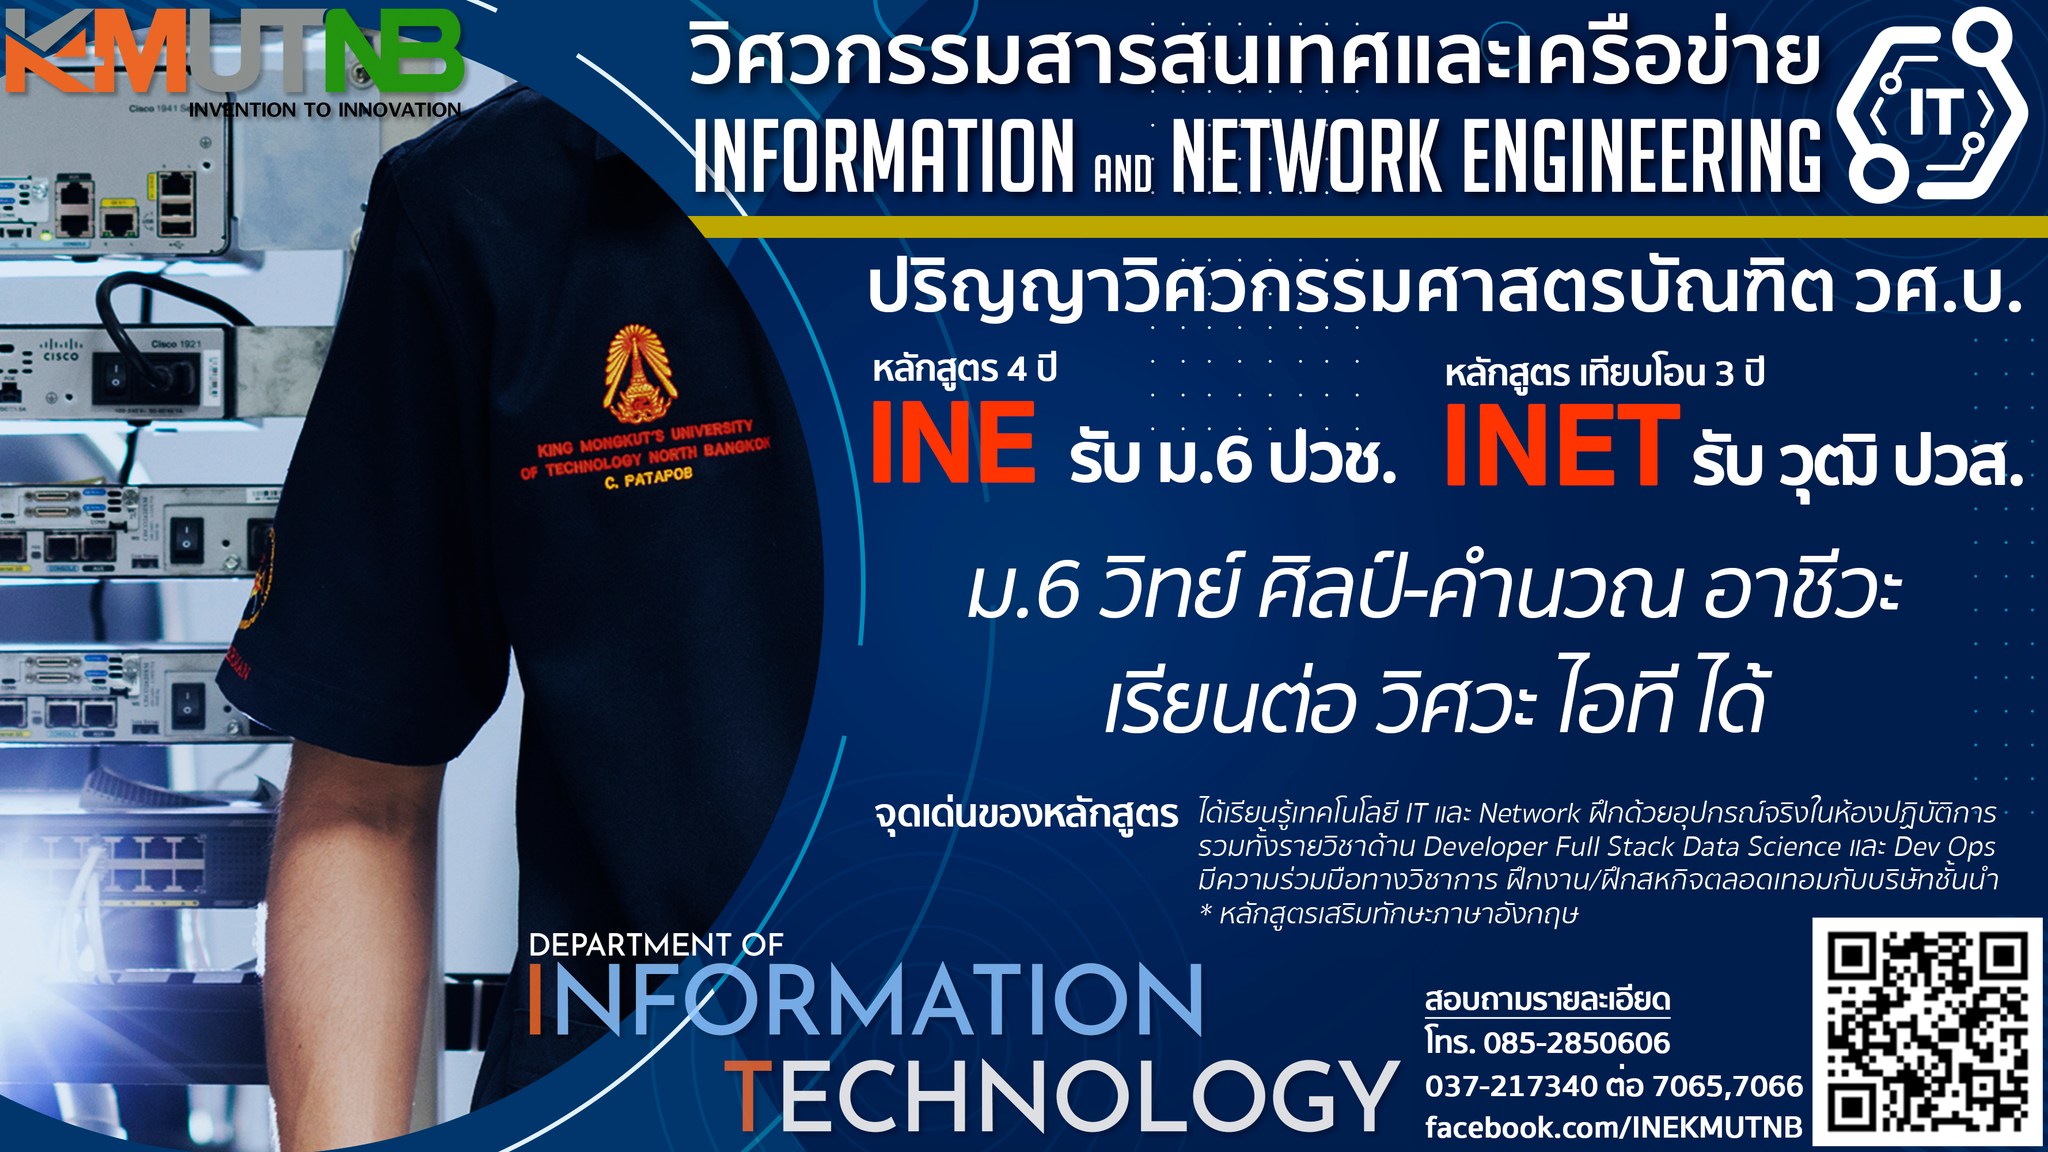 KMUTNB
INVENTION TO INNOVATION
วิศวกรรมสารสนเทศและเครือข่าย
INFORMATION AND NETWORK ENGINEERING
IT
ปริญญาวิศวกรรมศาสตรบัณฑิต วศ.บ.
หลักสูตร 4 ปี
INE รับ ม.6 ปวช.
หลักสูตร เทียบโอน 3 ปี
INET รับ วุฒิ ปวส.
ม.6 วิทย์ ศิลป์-คำนวณ อาชีวะ
เรียนต่อ วิศวะ ไอที ได้
จุดเด่นของหลักสูตร
ได้เรียนรู้เทคโนโลยี IT และ Network ฝึกด้วยอุปกรณ์จริงในห้องปฏิบัติการ
รวมทั้งรายวิชาด้าน Developer Full Stack Data Science และ Dev Ops
มีความร่วมมือทางวิชาการ ฝึกงาน/ฝึกสหกิจตลอดเทอมกับบริษัทชั้นนำ
* หลักสูตรเสริมทักษะภาษาอังกฤษ
DEPARTMENT OF
INFORMATION
TECHNOLOGY
สอบถามรายละเอียด
โทร. 085-2850606
037-217340 ต่อ 7065,7066
facebook.com/INEKMUTNB
KING MONGKUT'S UNIVERSITY
OF TECHNOLOGY NORTH BANGKOK
C. PATAPOB
CISCO
Cisco 1921